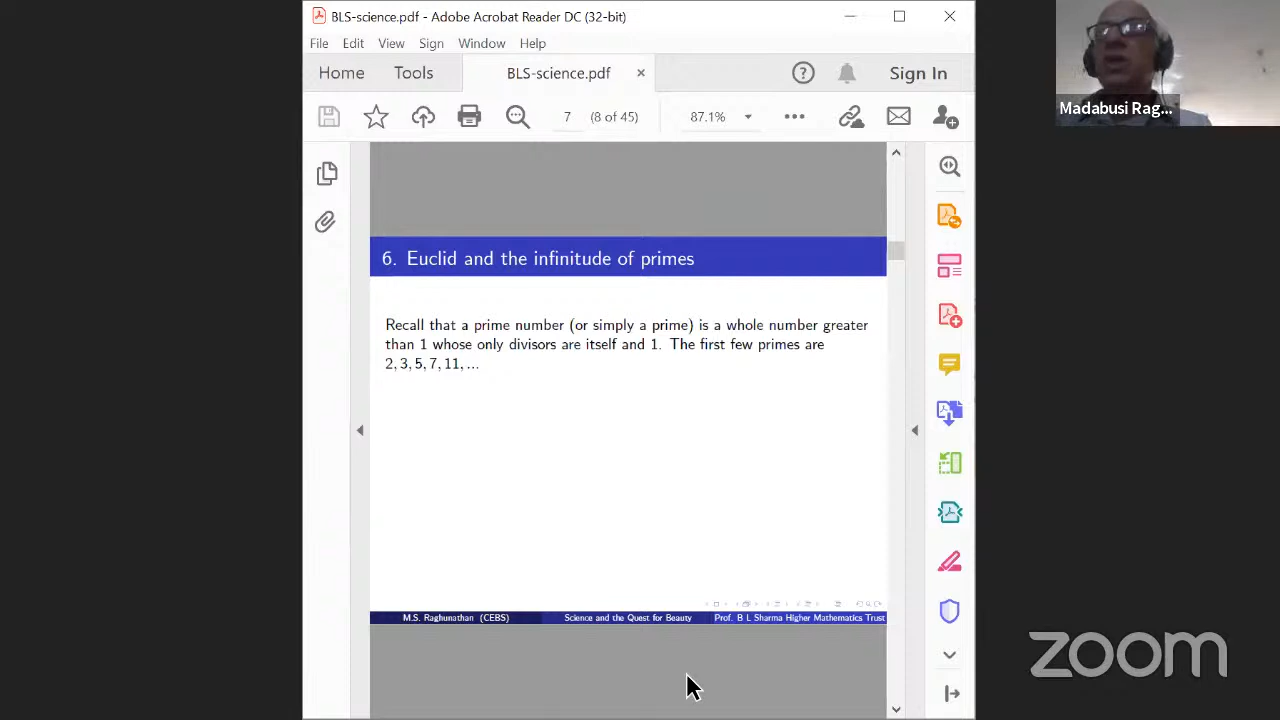 BLS-science.pdf - Adobe Acrobat Reader DC (32-bit)
File Edit View Sign Window Help
Home Tools BLS-science.pdf × Sign In
7 (8 of 45) 87.1%
6. Euclid and the infinitude of primes
Recall that a prime number (or simply a prime) is a whole number greater
than 1 whose only divisors are itself and 1. The first few primes are
2, 3, 5, 7, 11, ...
M.S. Raghunathan (CEBS) Science and the Quest for Beauty Prof. B L Sharma Higher Mathematics Trust
Madabusi Rag...
zoom